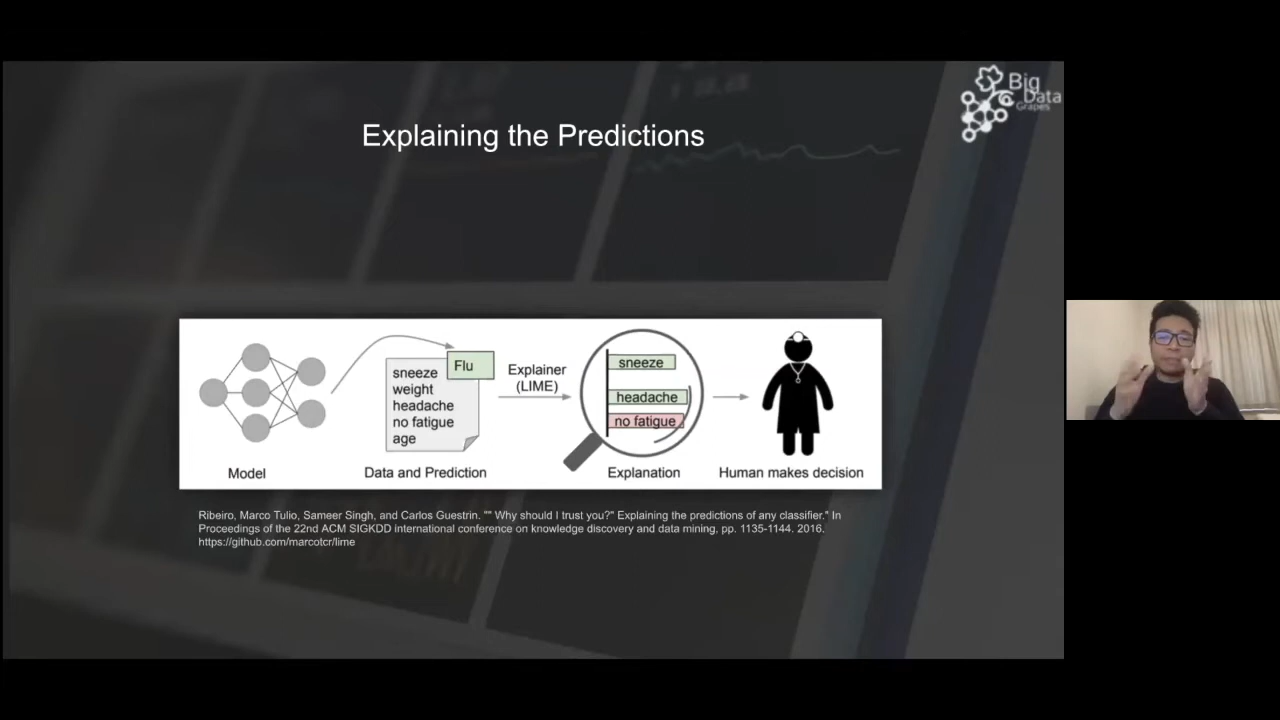 Big
Data
Grapes
Explaining the Predictions
Flu
sneeze
weight
headache
no fatigue
age
Explainer
(LIME)
sneeze
headache
no fatigue
Model
Data and Prediction
Explanation
Human makes decision
Ribeiro, Marco Tulio, Sameer Singh, and Carlos Guestrin. "" Why should I trust you?" Explaining the predictions of any classifier." In
Proceedings of the 22nd ACM SIGKDD international conference on knowledge discovery and data mining, pp. 1135-1144. 2016.
https://github.com/marcotcr/lime